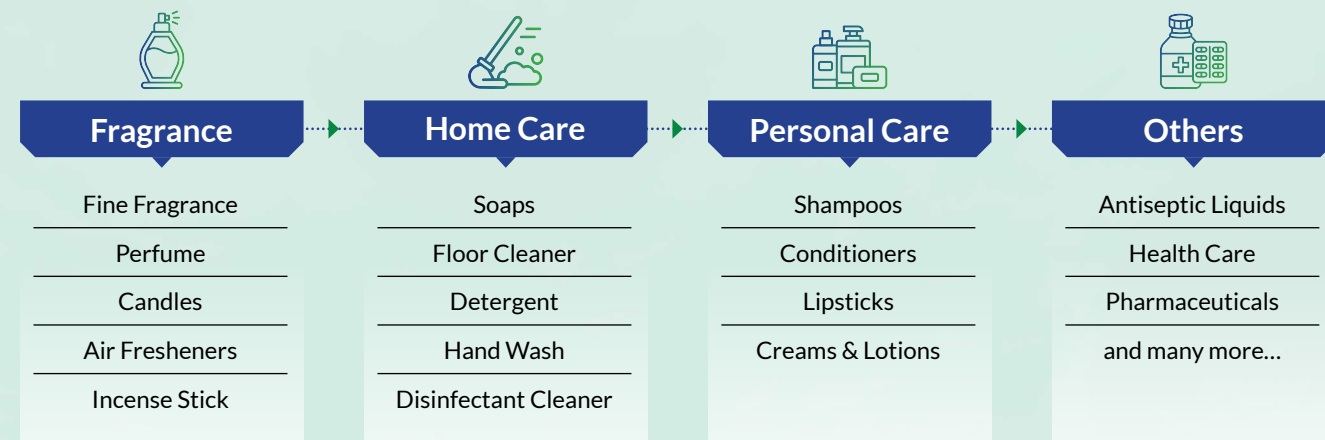 Fragrance
Fine Fragrance
Perfume
Candles
Air Fresheners
Incense Stick
Home Care
Soaps
Floor Cleaner
Detergent
Hand Wash
Disinfectant Cleaner
Personal Care
Shampoos
Conditioners
Lipsticks
Creams & Lotions
Others
Antiseptic Liquids
Health Care
Pharmaceuticals
and many more...